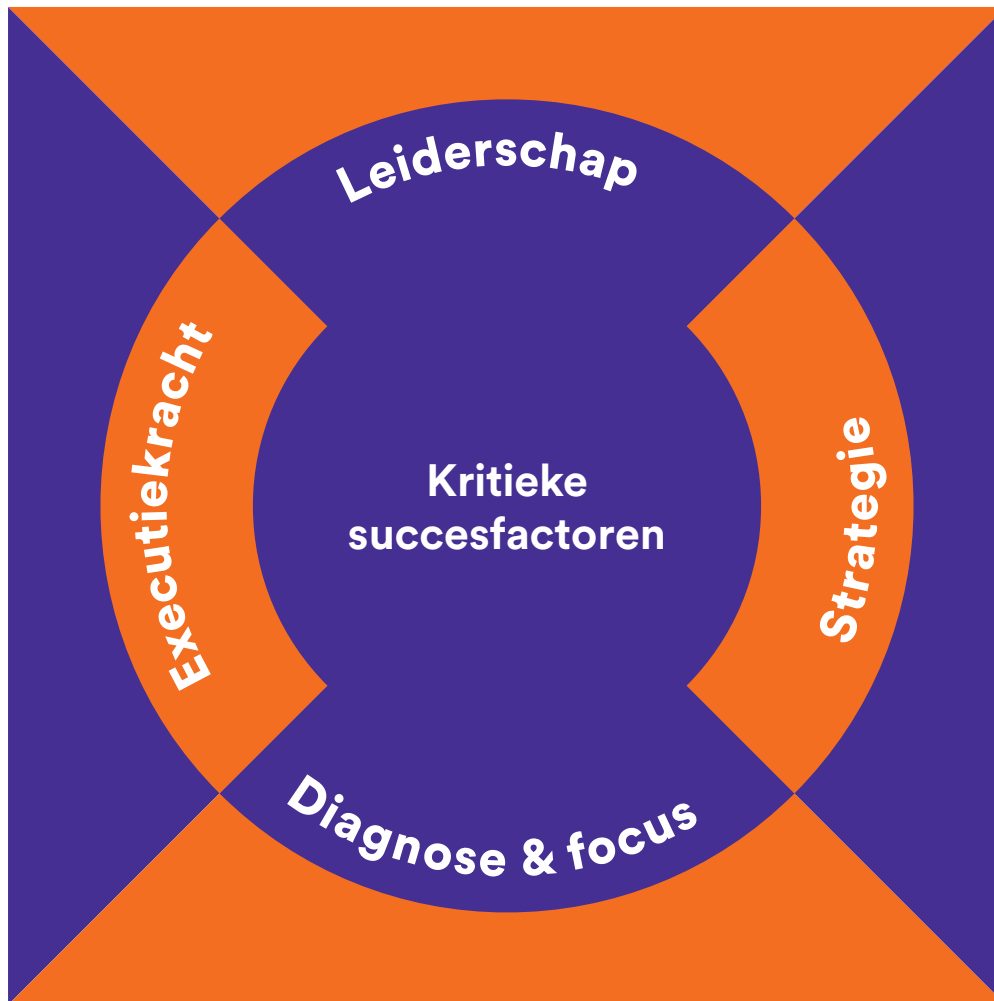 Leiderschap
Executiekracht
Kritieke
succesfactoren
Strategie
Diagnose & focus